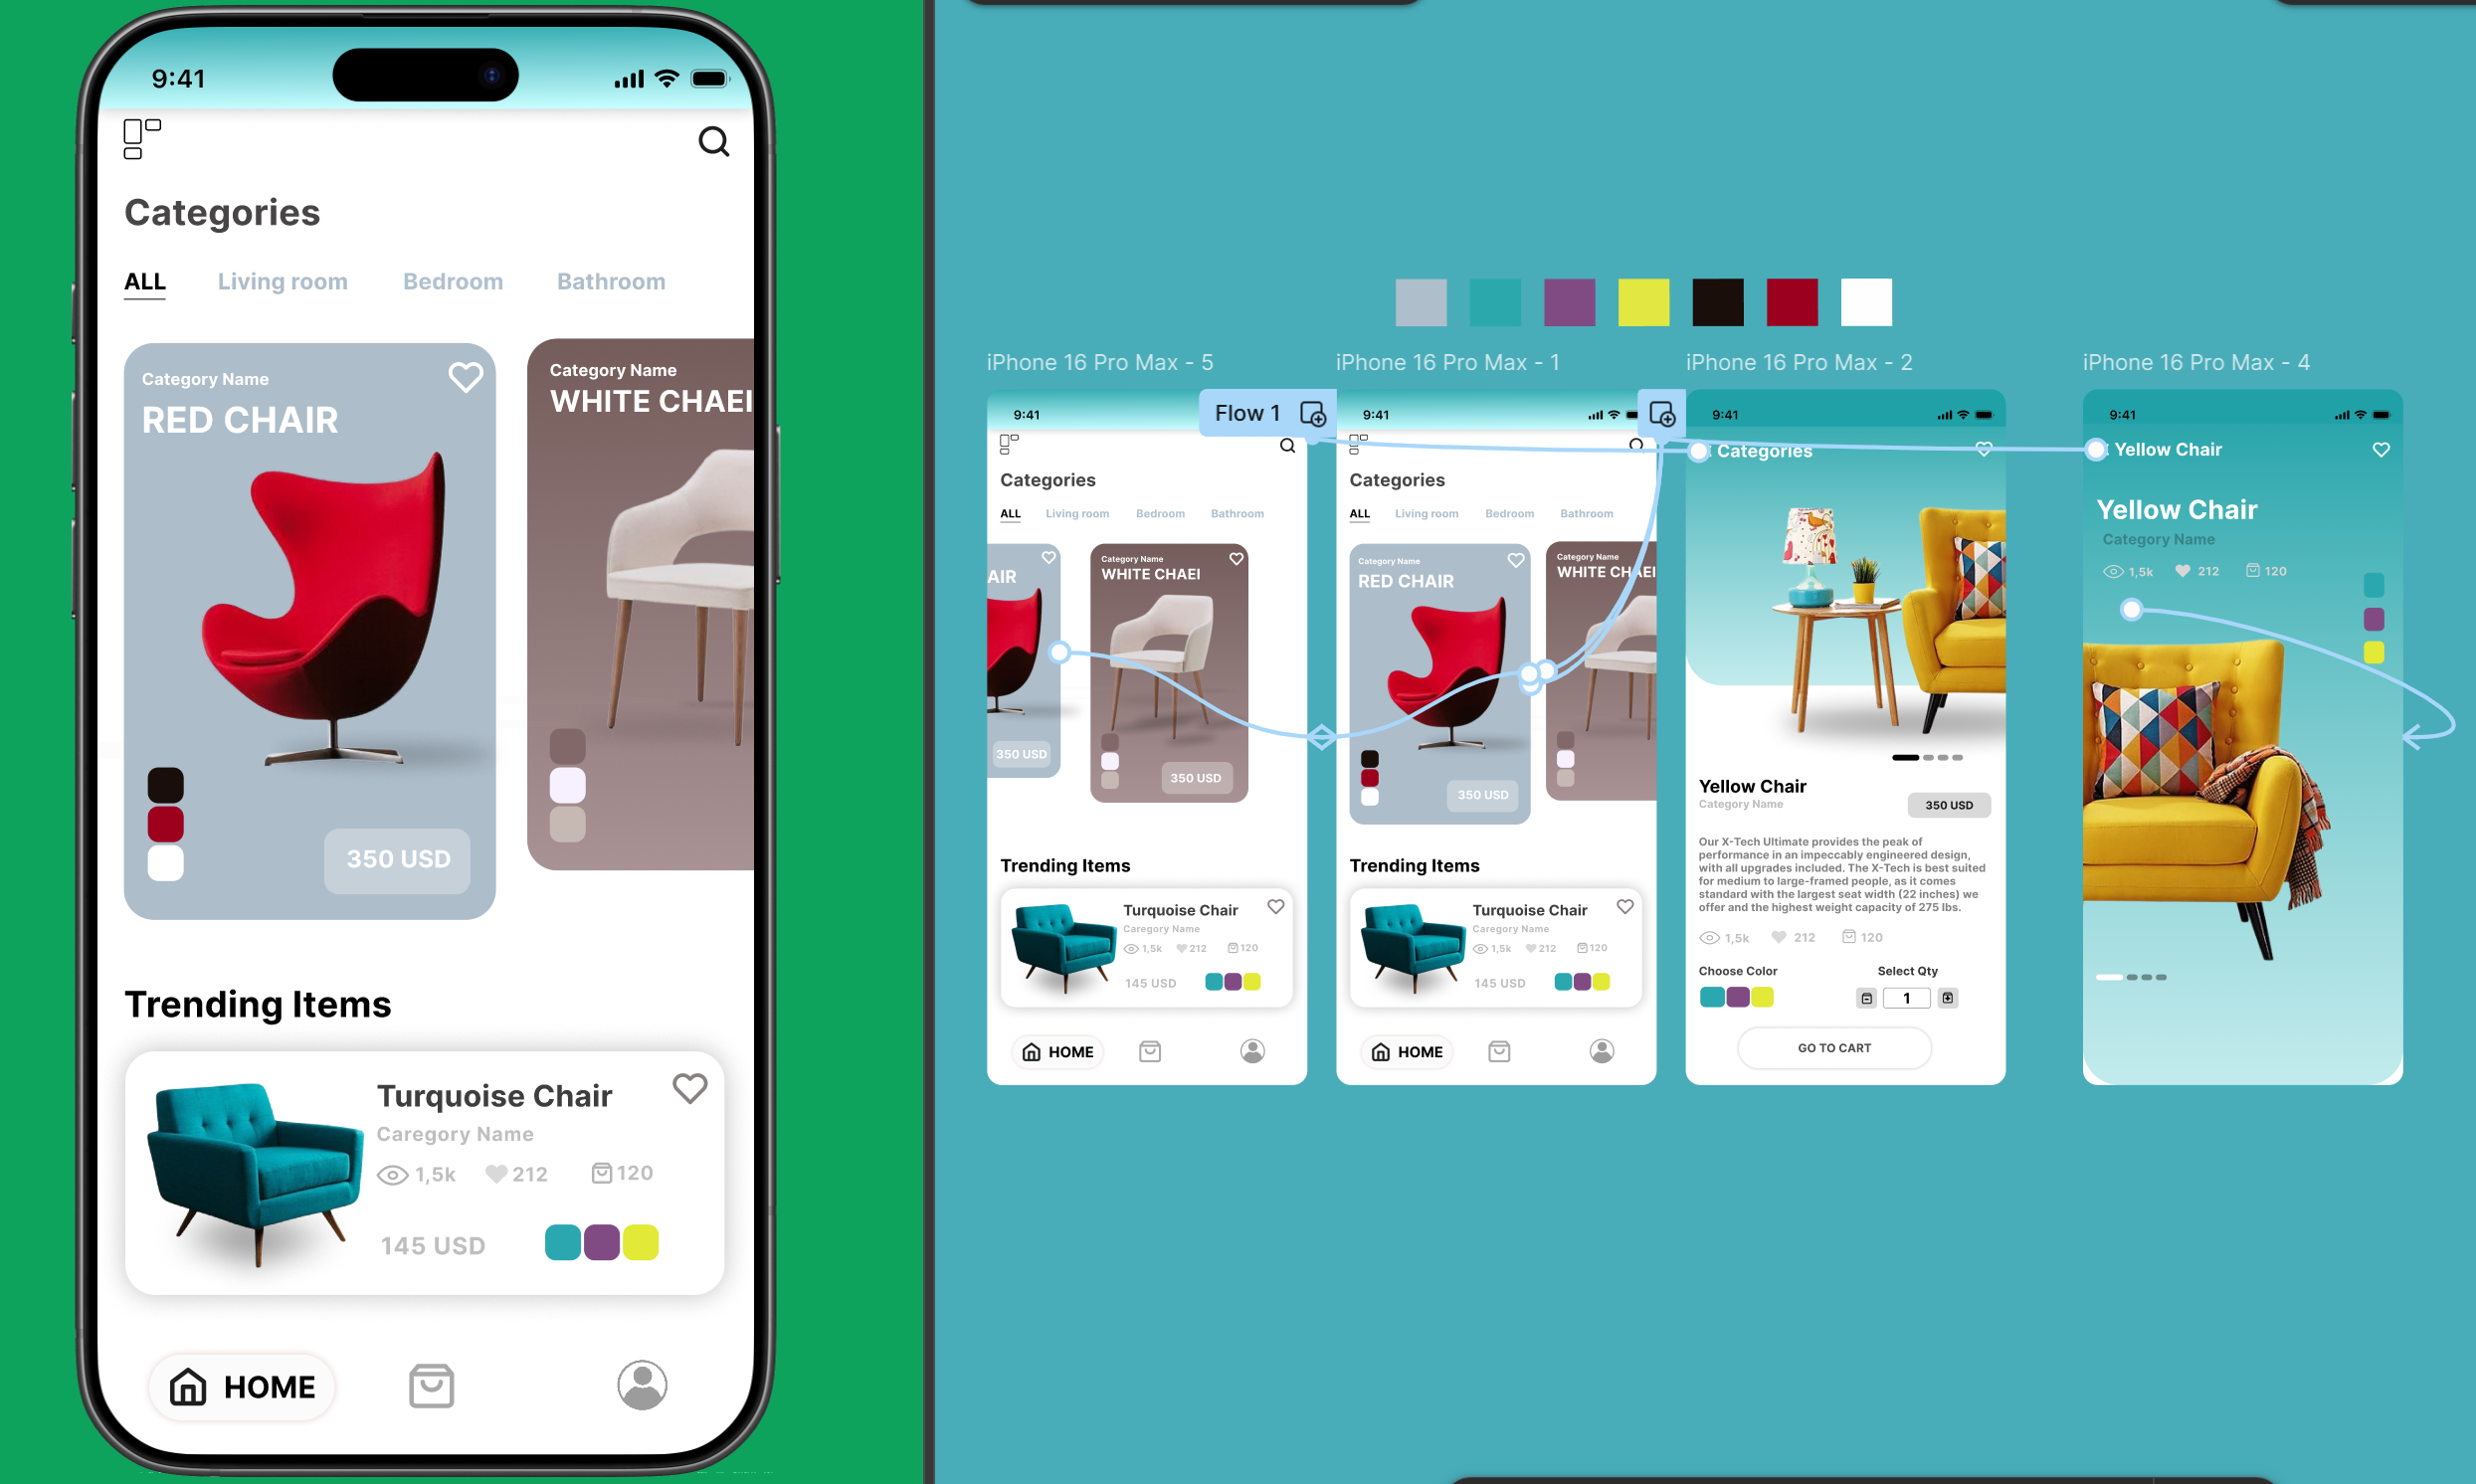 9:41
Categories
ALL Living room Bedroom Bathroom
Category Name
RED CHAIR
350 USD
Category Name
WHITE CHAEI
Trending Items
Turquoise Chair
Caregory Name
1,5k 212 120
145 USD
HOME
iPhone 16 Pro Max - 5
9:41
Flow 1
Categories
ALL Living room Bedroom Bathroom
AIR
350 USD
Category Name
WHITE CHAEI
350 USD
Trending Items
Turquoise Chair
Caregory Name
1,5k 212 120
145 USD
HOME
iPhone 16 Pro Max - 1
9:41
Categories
ALL Living room Bedroom Bathroom
Category Name
RED CHAIR
350 USD
Category Name
WHITE CHAEI
Trending Items
Turquoise Chair
Caregory Name
1,5k 212 120
145 USD
HOME
iPhone 16 Pro Max - 2
9:41
Categories
Yellow Chair
Category Name
350 USD
Our X-Tech Ultimate provides the peak of
performance in an impeccably engineered design,
with all upgrades included. The X-Tech is best suited
for medium to large-framed people, as it comes
standard with the largest seat width (22 inches) we
offer and the highest weight capacity of 275 lbs.
1,5k 212 120
Choose Color Select Qty
1
GO TO CART
iPhone 16 Pro Max - 4
9:41
Yellow Chair
Yellow Chair
Category Name
1,5k 212 120